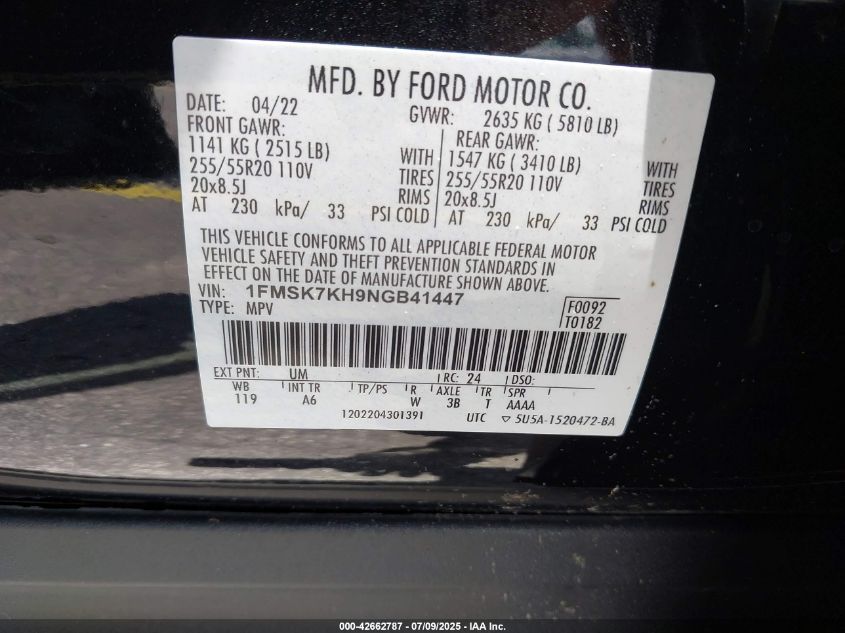 MFD. BY FORD MOTOR CO.
DATE: 04/22 GVWR: 2635 KG ( 5810 LB)
FRONT GAWR: REAR GAWR:
1141 KG ( 2515 LB) WITH 1547 KG ( 3410 LB) WITH
255/55R20 110V TIRES 255/55R20 110V TIRES
20x8.5J RIMS 20x8.5J RIMS
AT 230 kPa/ 33 PSI COLD AT 230 kPa/ 33 PSI COLD
THIS VEHICLE CONFORMS TO ALL APPLICABLE FEDERAL MOTOR
VEHICLE SAFETY AND THEFT PREVENTION STANDARDS IN
EFFECT ON THE DATE OF MANUFACTURE SHOWN ABOVE.
VIN: 1FMSK7KH9NGB41447 F0092
TYPE: MPV T0182
EXT PNT: UM RC: 24 DSO:
WB INT TR TP/PS R AXLE TR SPR
119 A6 W 3B T AAAA
1202204301391 UTC ▽ 5U5A-1520472-BA
000-42662787 - 07/09/2025 - IAA Inc.